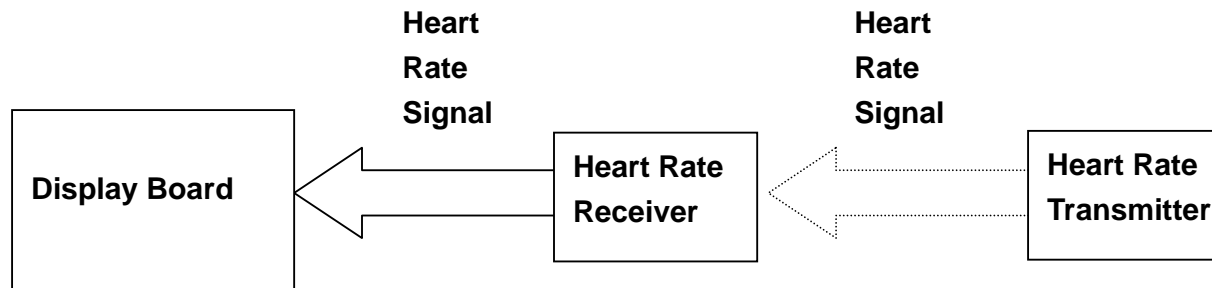 Heart
Rate
Signal
Heart
Rate
Signal
Display Board
Heart Rate
Receiver
Heart Rate
Transmitter